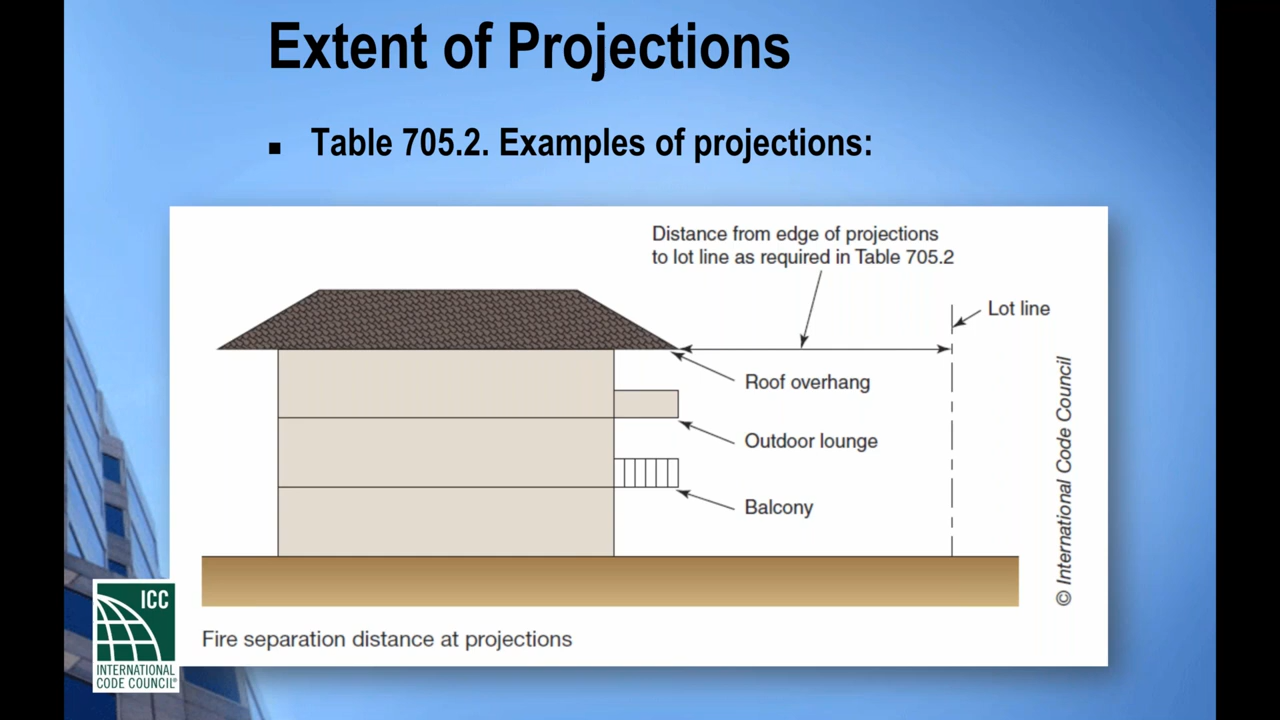 Extent of Projections
▪ Table 705.2. Examples of projections:
Distance from edge of projections
to lot line as required in Table 705.2
Lot line
Roof overhang
Outdoor lounge
Balcony
© International Code Council
Fire separation distance at projections
ICC
INTERNATIONAL
CODE COUNCIL®